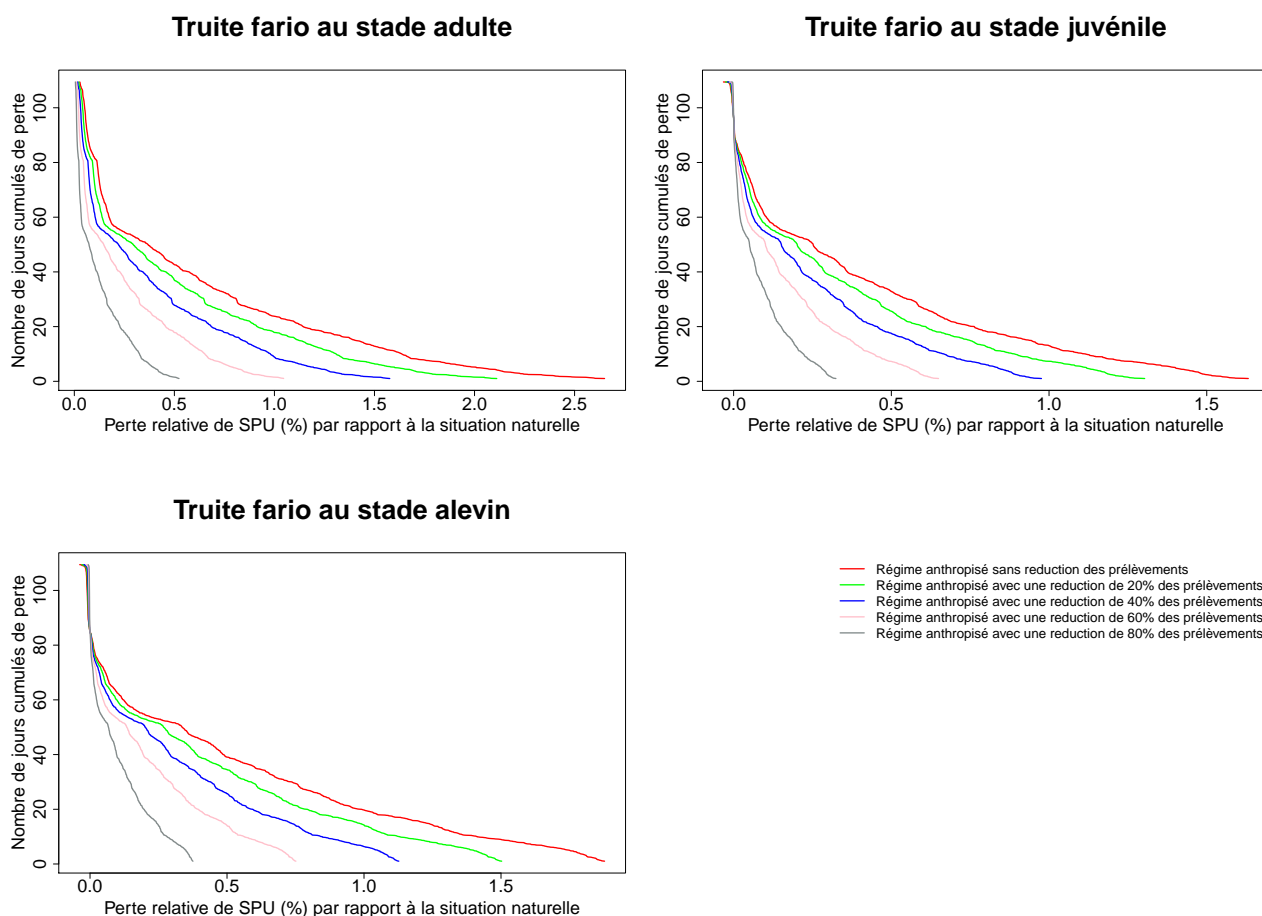 Truite fario au stade adulte
Nombre de jours cumulés de perte
100
80
60
40
20
0
0.0 0.5 1.0 1.5 2.0 2.5
Perte relative de SPU (%) par rapport à la situation naturelle
Truite fario au stade juvénile
Nombre de jours cumulés de perte
100
80
60
40
20
0
0.0 0.5 1.0 1.5
Perte relative de SPU (%) par rapport à la situation naturelle
Truite fario au stade alevin
Nombre de jours cumulés de perte
100
80
60
40
20
0
0.0 0.5 1.0 1.5
Perte relative de SPU (%) par rapport à la situation naturelle
Régime anthropisé sans reduction des prélèvements
Régime anthropisé avec une reduction de 20% des prélèvements
Régime anthropisé avec une reduction de 40% des prélèvements
Régime anthropisé avec une reduction de 60% des prélèvements
Régime anthropisé avec une reduction de 80% des prélèvements